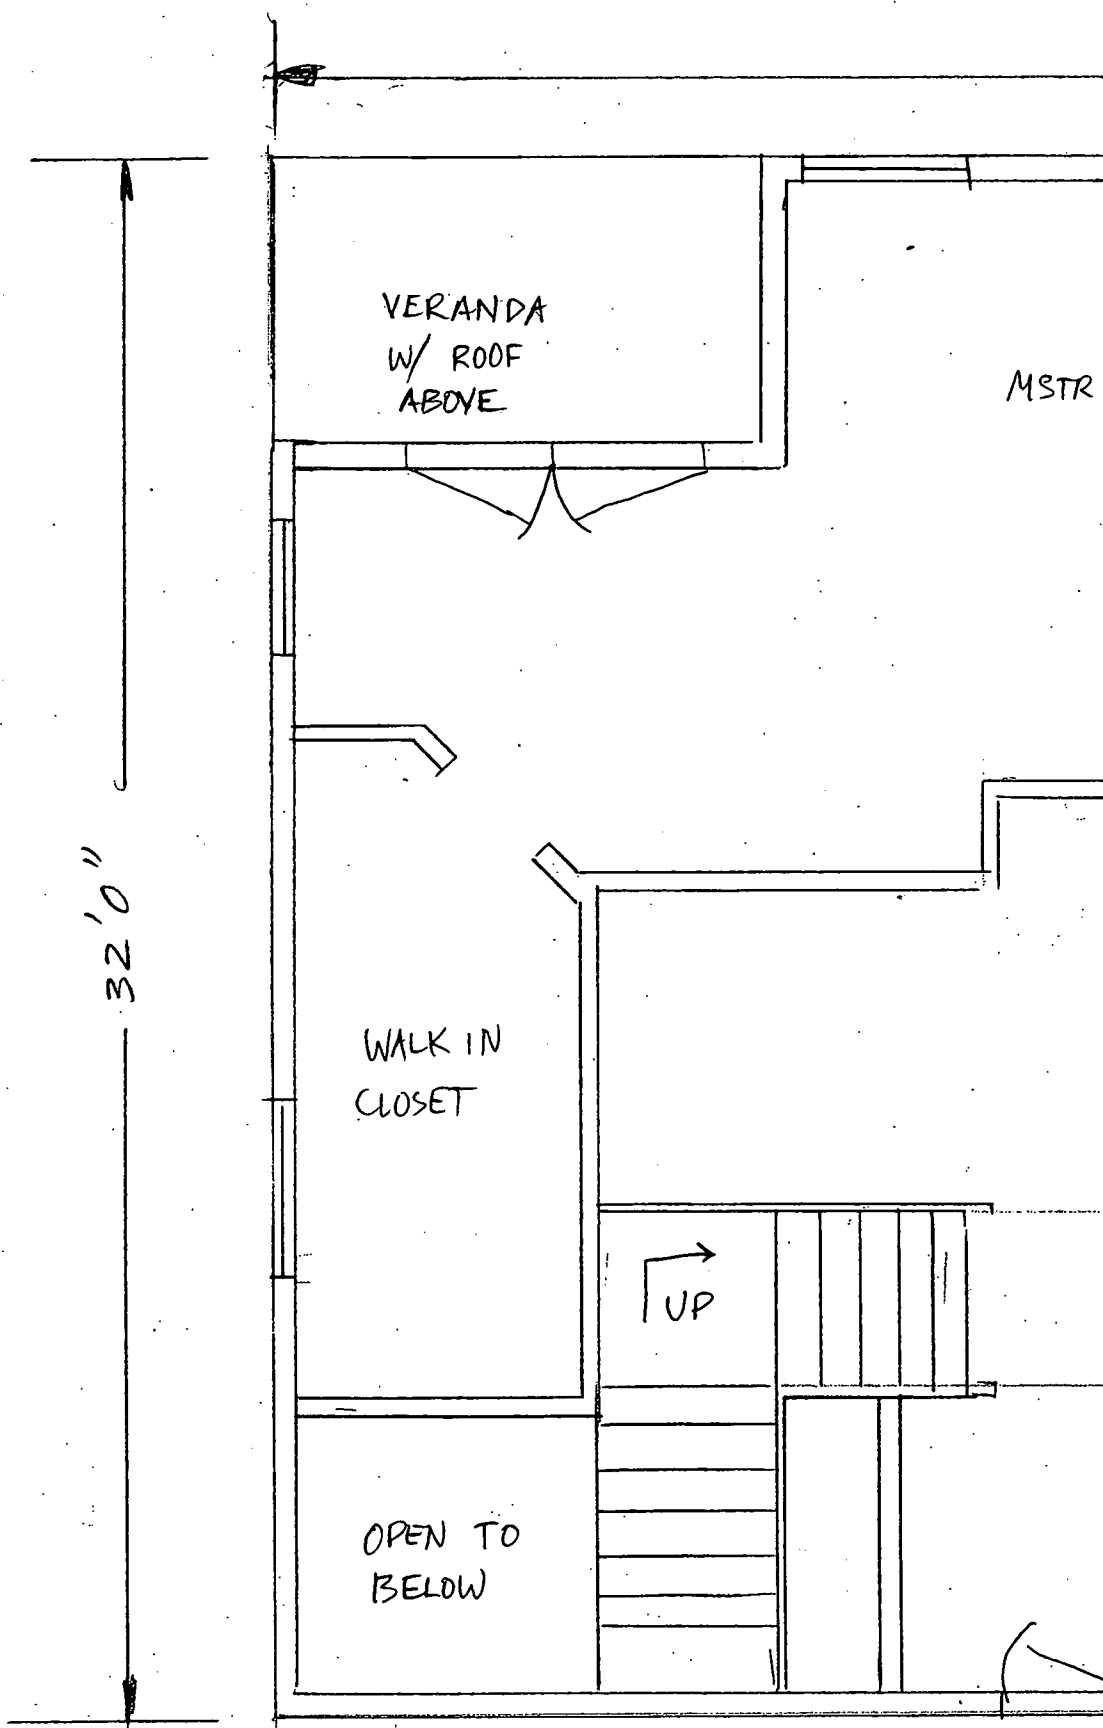 VERANDA
W/ ROOF
ABOVE
MSTR
32'0"
WALK IN
CLOSET
UP
OPEN TO
BELOW